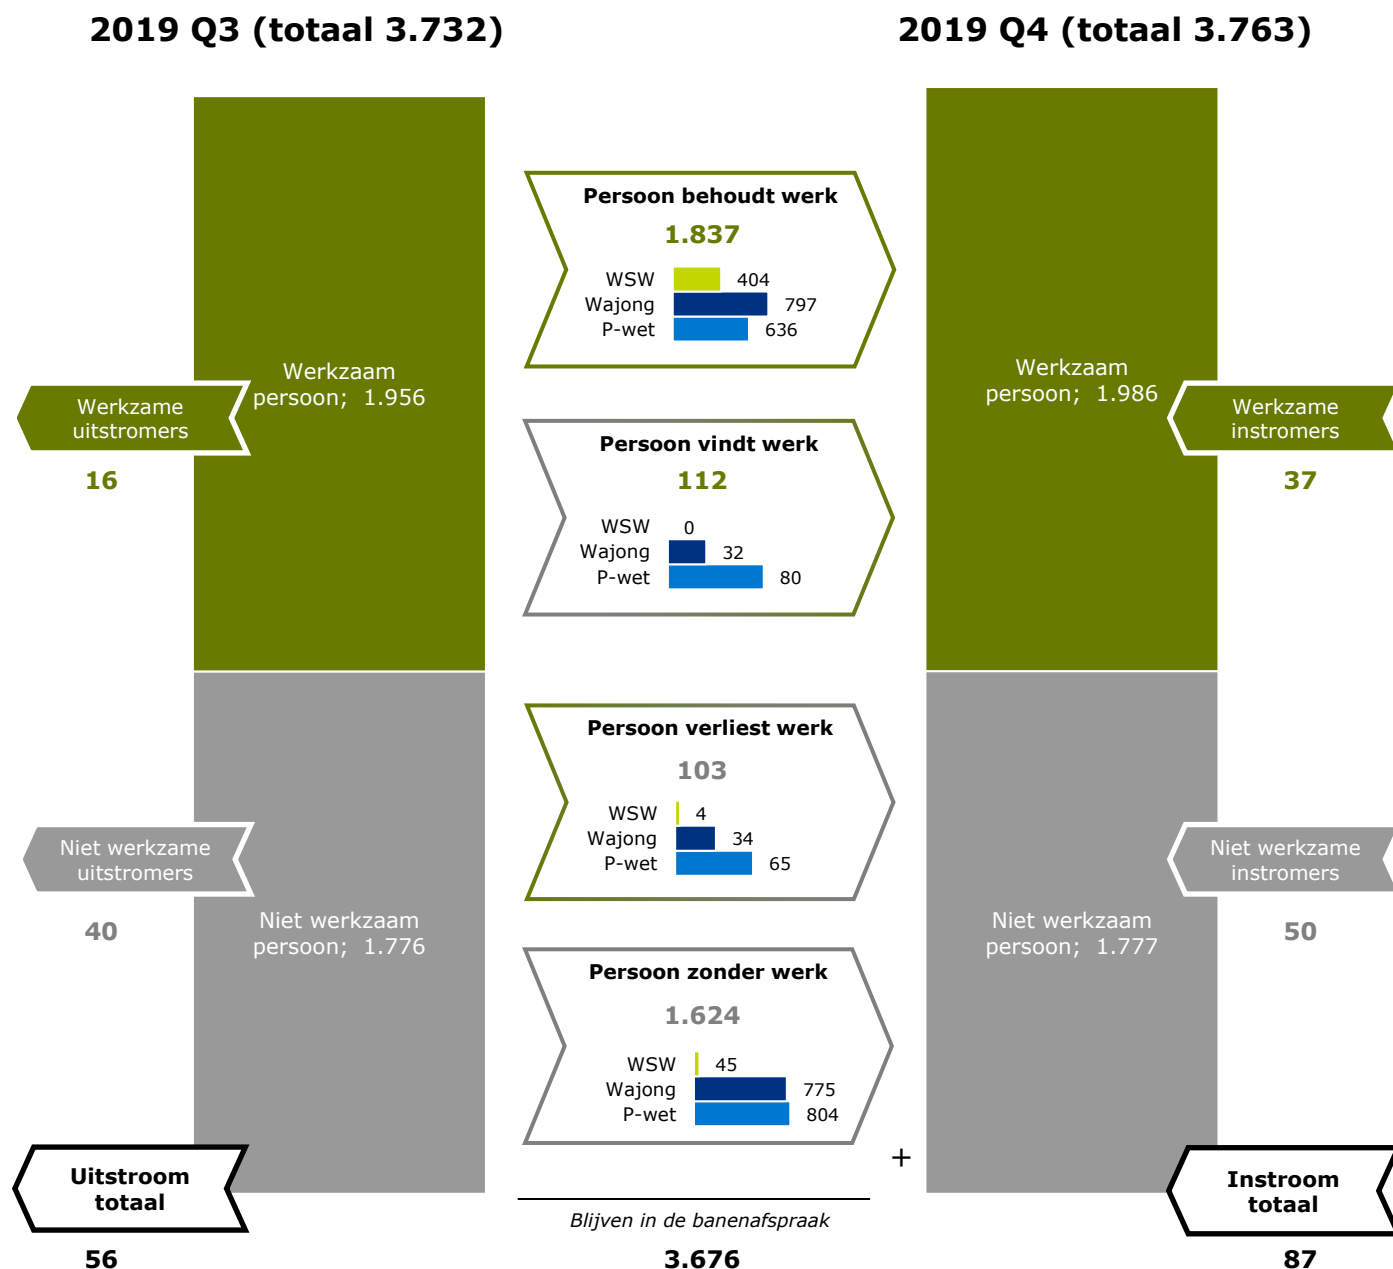 2019 Q3 (totaal 3.732)
2019 Q4 (totaal 3.763)
Werkzaam
persoon; 1.956
Werkzame
uitstromers
16
Niet werkzaam
persoon; 1.776
Niet werkzame
uitstromers
40
Uitstroom
totaal
56
Persoon behoudt werk
1.837
WSW 404
Wajong 797
P-wet 636
Persoon vindt werk
112
WSW 0
Wajong 32
P-wet 80
Persoon verliest werk
103
WSW 4
Wajong 34
P-wet 65
Persoon zonder werk
1.624
WSW 45
Wajong 775
P-wet 804
+
Blijven in de banenafspraak
3.676
Werkzaam
persoon; 1.986
Werkzame
instromers
37
Niet werkzaam
persoon; 1.777
Niet werkzame
instromers
50
Instroom
totaal
87